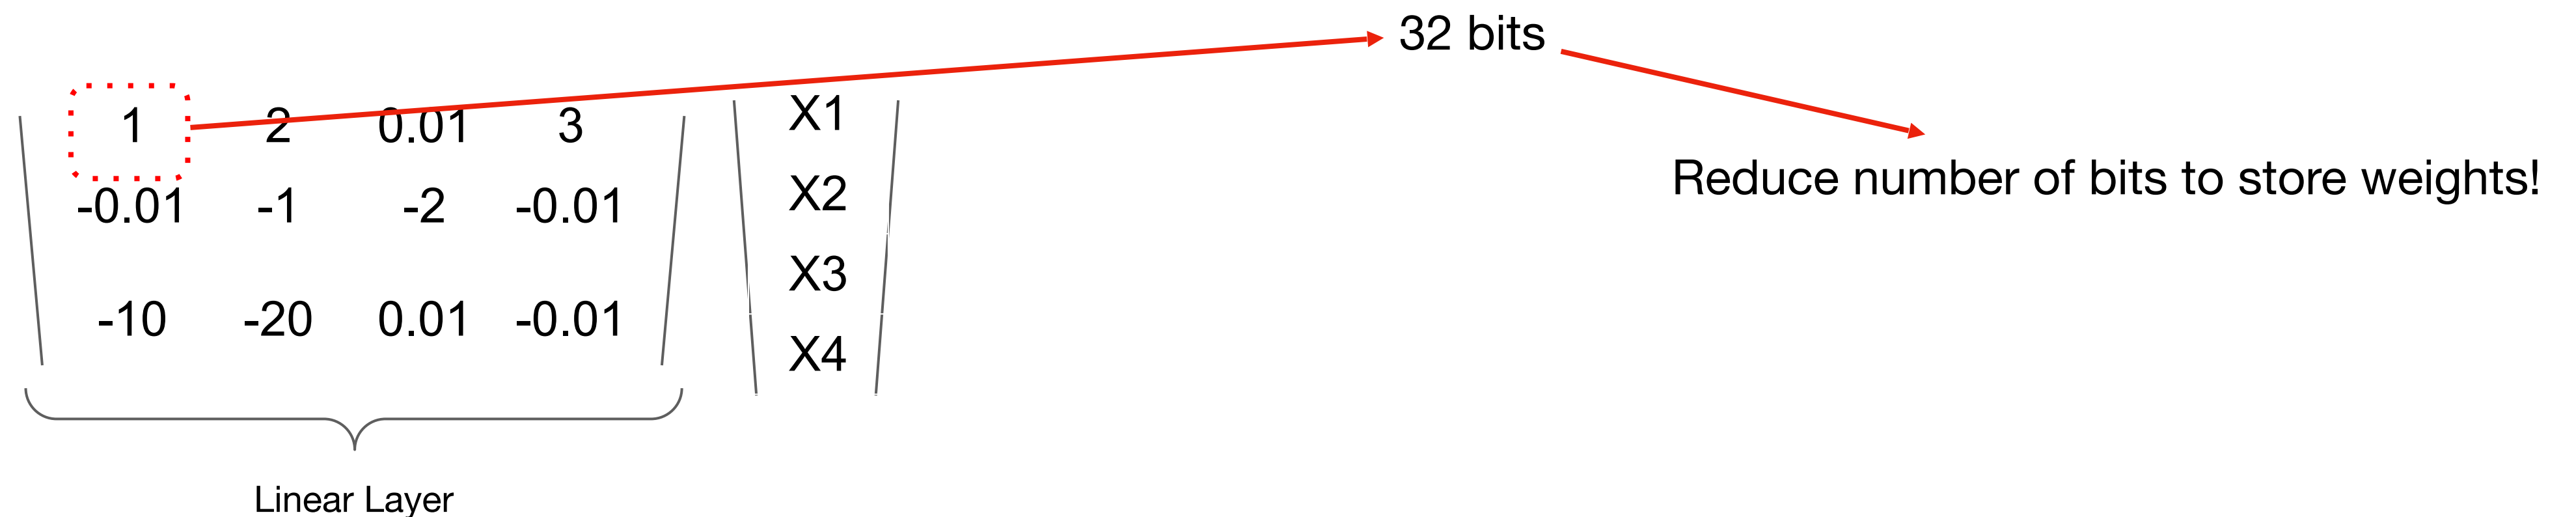 32 bits
1 2 0.01 3
X1
Reduce number of bits to store weights!
-0.01 -1 -2 -0.01
X2
X3
-10 -20 0.01 -0.01
X4
Linear Layer